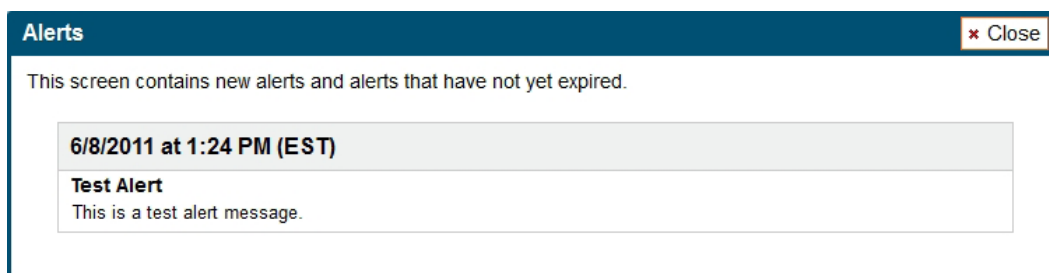 Alerts
Close
This screen contains new alerts and alerts that have not yet expired.
6/8/2011 at 1:24 PM (EST)
Test Alert
This is a test alert message.